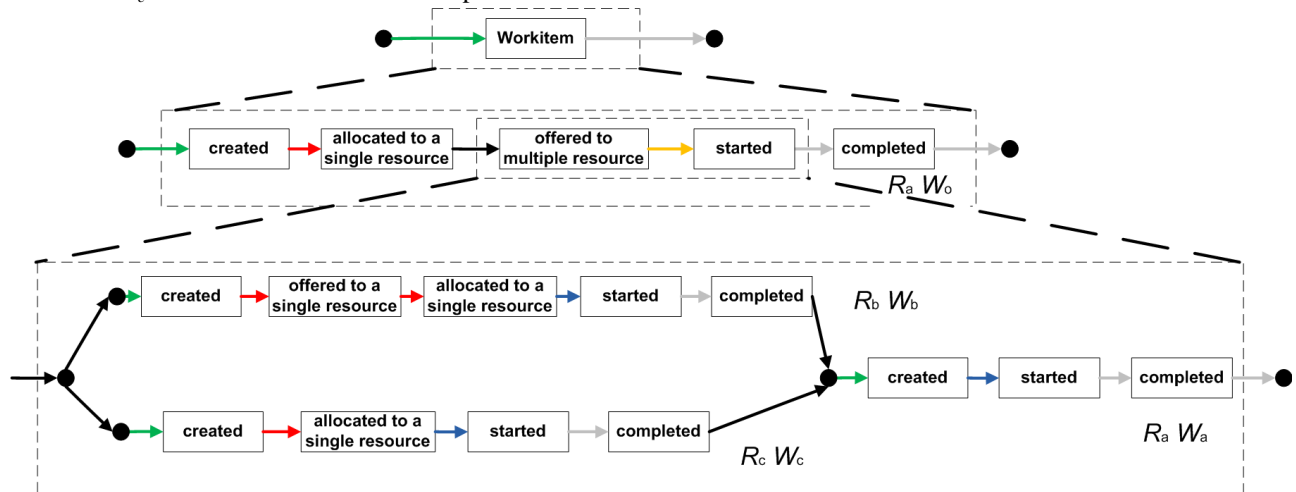 Workitem
created
allocated to a
single resource
offered to
multiple resource
started
completed
Ra Wo
created
offered to a
single resource
allocated to a
single resource
started
completed
Rb Wb
created
started
completed
created
allocated to a
single resource
started
completed
Rc Wc
Ra Wa